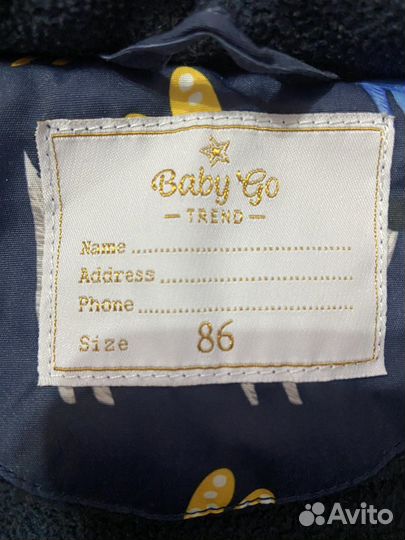 Baby Go
— TREND —
Name..............................
Address.........................
Phone............................
Size 86
Avito